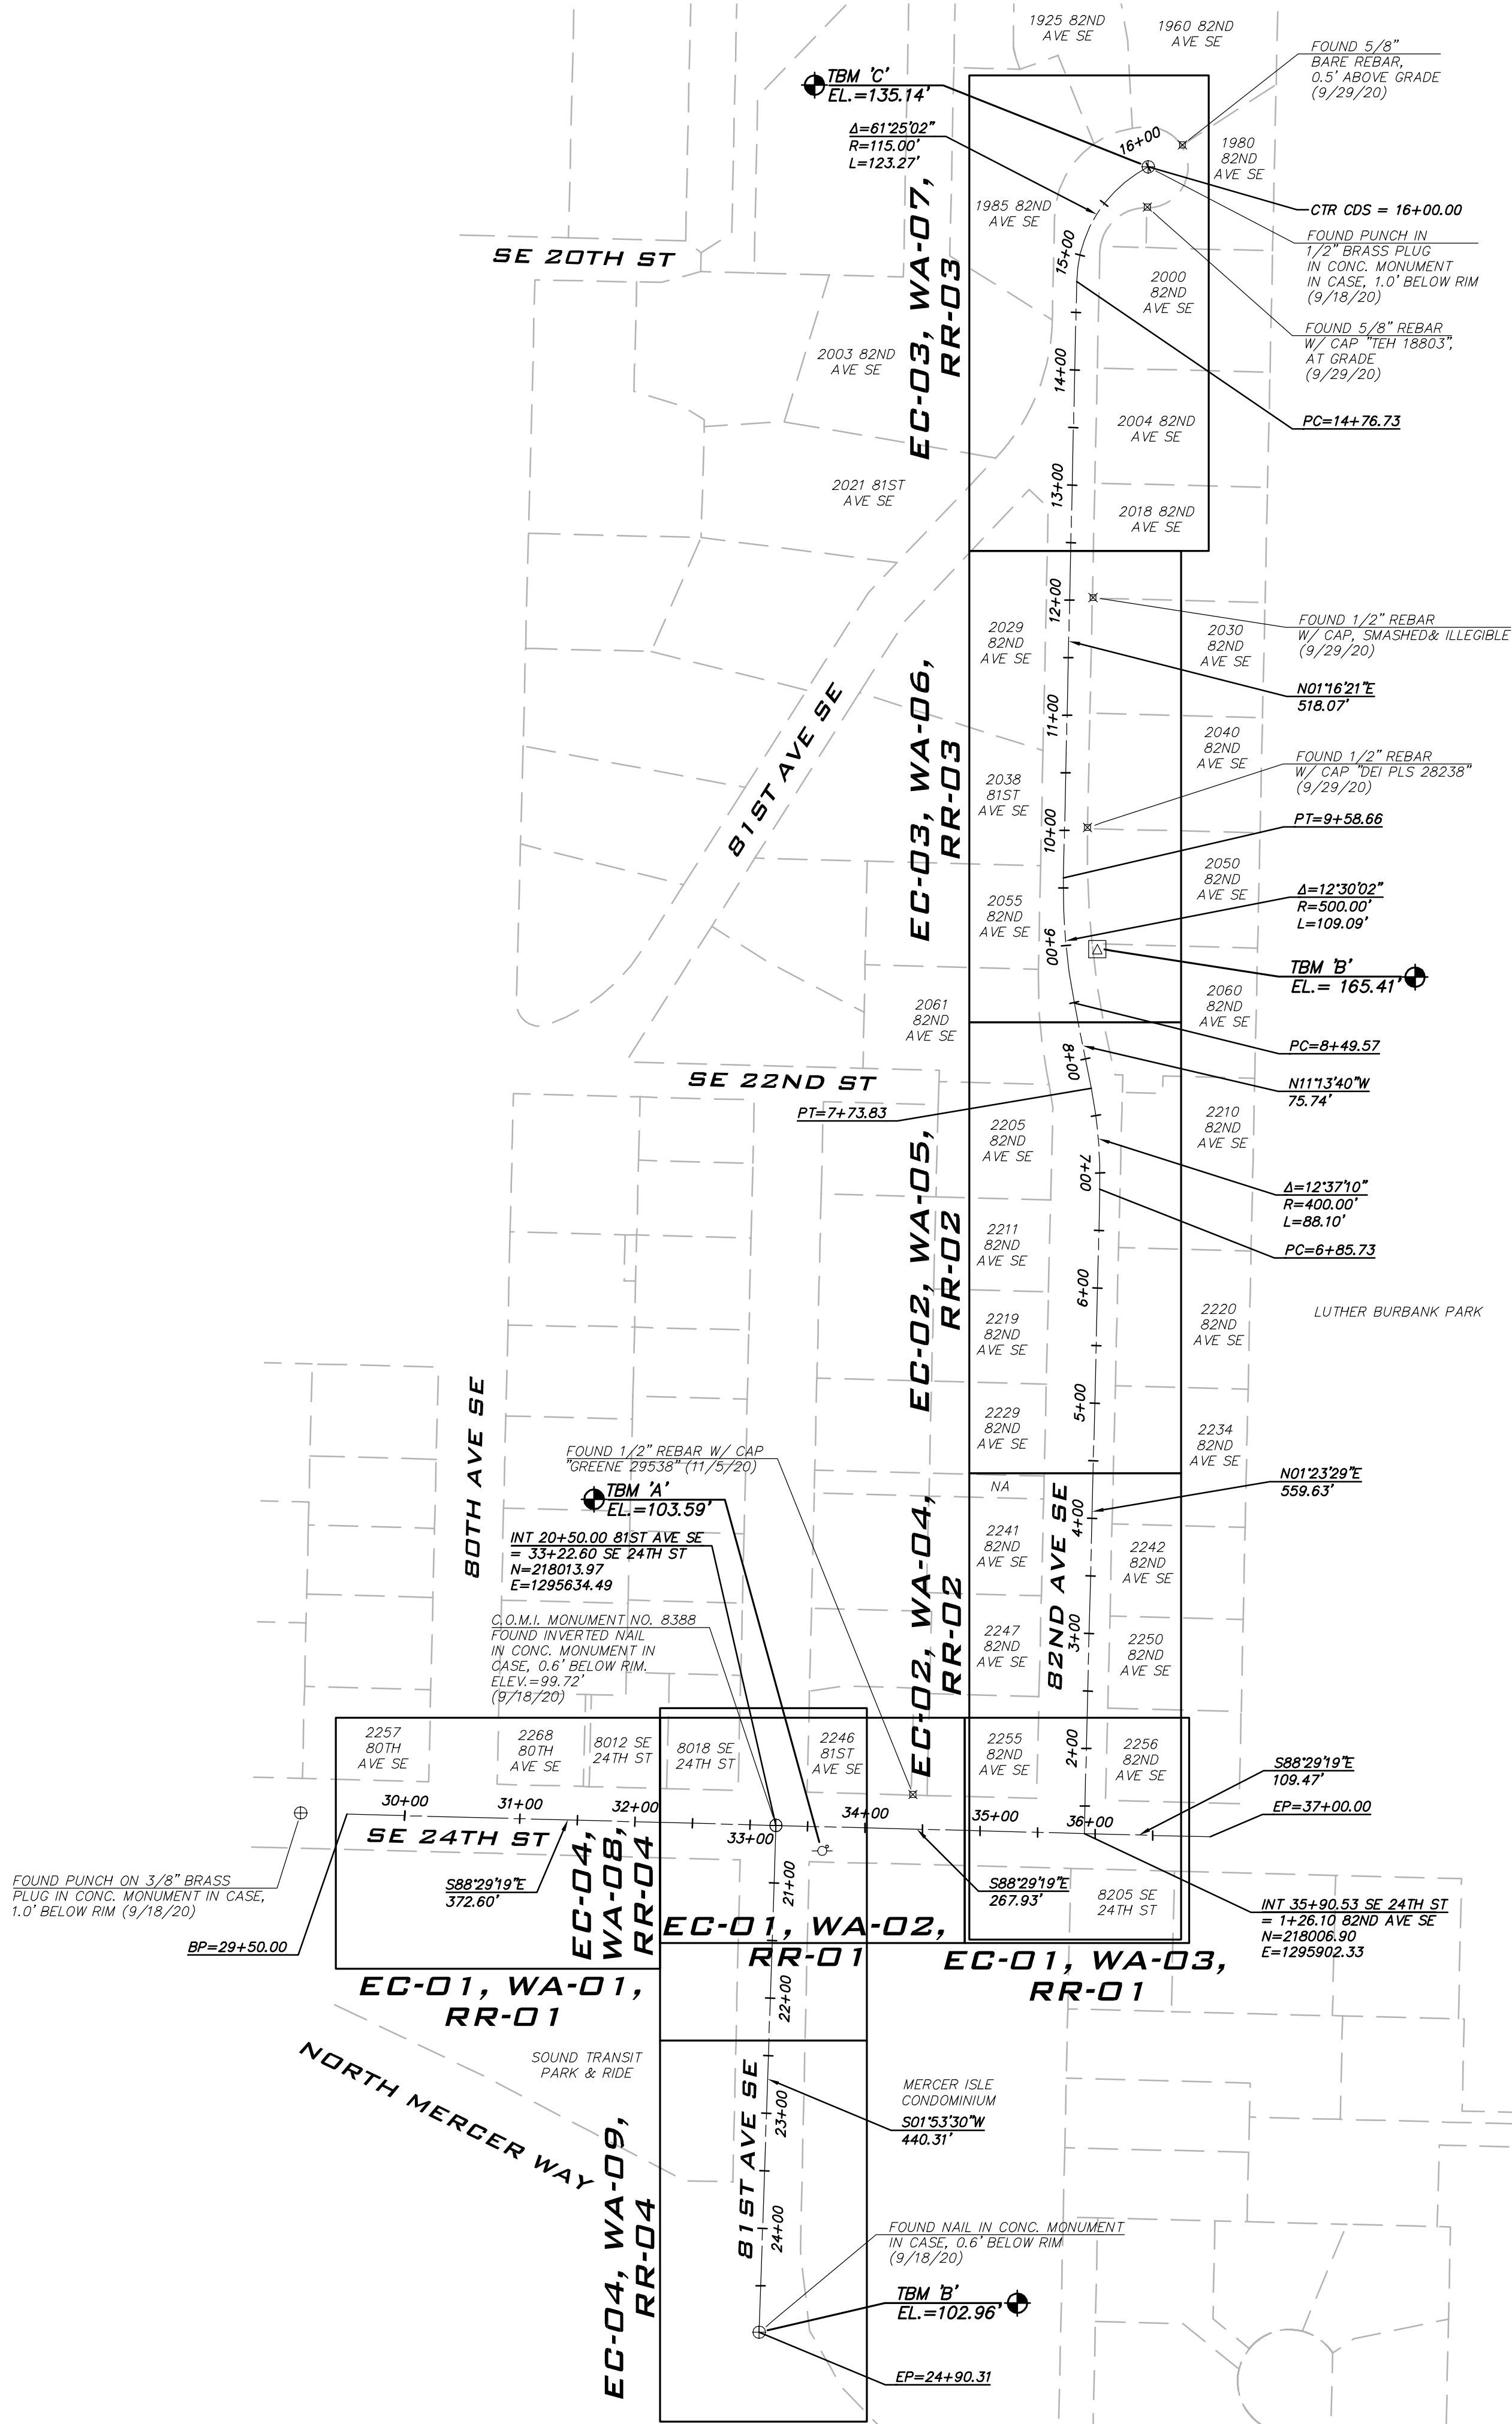 1925 82ND
AVE SE
1960 82ND
AVE SE
FOUND 5/8"
BARE REBAR,
0.5' ABOVE GRADE
(9/29/20)
TBM 'C'
EL.=135.14'
Δ=61°25'02"
R=115.00'
L=123.27'
16+00
1980
82ND
AVE SE
1985 82ND
AVE SE
CTR CDS = 16+00.00
FOUND PUNCH IN
1/2" BRASS PLUG
IN CONC. MONUMENT
IN CASE, 1.0' BELOW RIM
(9/18/20)
SE 20TH ST
EC-03, WA-07,
RR-03
15+00
2000
82ND
AVE SE
FOUND 5/8" REBAR
W/ CAP "TEH 18803",
AT GRADE
(9/29/20)
2003 82ND
AVE SE
14+00
2004 82ND
AVE SE
PC=14+76.73
2021 81ST
AVE SE
13+00
2018 82ND
AVE SE
12+00
2029
82ND
AVE SE
2030
82ND
AVE SE
FOUND 1/2" REBAR
W/ CAP, SMASHED& ILLEGIBLE
(9/29/20)
N01°16'21"E
518.07'
81ST AVE SE
EC-03, WA-06,
RR-03
11+00
2040
82ND
AVE SE
FOUND 1/2" REBAR
W/ CAP "DEI PLS 28238"
(9/29/20)
2038
81ST
AVE SE
10+00
PT=9+58.66
2050
82ND
AVE SE
2055
82ND
AVE SE
Δ=12°30'02"
R=500.00'
L=109.09'
9+00
TBM 'B'
EL.= 165.41'
2061
82ND
AVE SE
2060
82ND
AVE SE
PC=8+49.57
8+00
SE 22ND ST
N11°13'40"W
75.74'
PT=7+73.83
2205
82ND
AVE SE
2210
82ND
AVE SE
EC-02, WA-05,
RR-02
7+00
Δ=12°37'10"
R=400.00'
L=88.10'
2211
82ND
AVE SE
PC=6+85.73
6+00
2219
82ND
AVE SE
2220
82ND
AVE SE
LUTHER BURBANK PARK
5+00
2229
82ND
AVE SE
2234
82ND
AVE SE
80TH AVE SE
FOUND 1/2" REBAR W/ CAP
"GREENE 29538" (11/5/20)
TBM 'A'
EL.=103.59'
N01°23'29"E
559.63'
NA
4+00
82ND AVE SE
EC-02, WA-04,
RR-02
INT 20+50.00 81ST AVE SE
= 33+22.60 SE 24TH ST
N=218013.97
E=1295634.49
2241
82ND
AVE SE
2242
82ND
AVE SE
C.O.M.I. MONUMENT NO. 8388
FOUND INVERTED NAIL
IN CONC. MONUMENT IN
CASE, 0.6' BELOW RIM.
ELEV.=99.72'
(9/18/20)
3+00
2247
82ND
AVE SE
2250
82ND
AVE SE
2257
80TH
AVE SE
2268
80TH
AVE SE
8012 SE
24TH ST
8018 SE
24TH ST
2246
81ST
AVE SE
2255
82ND
AVE SE
2+00
2256
82ND
AVE SE
S88°29'19"E
109.47'
EP=37+00.00
30+00
31+00
32+00
33+00
34+00
35+00
36+00
SE 24TH ST
FOUND PUNCH ON 3/8" BRASS
PLUG IN CONC. MONUMENT IN CASE,
1.0' BELOW RIM (9/18/20)
S88°29'19"E
372.60'
EC-04,
WA-08,
RR-04
21+00
S88°29'19"E
267.93'
8205 SE
24TH ST
INT 35+90.53 SE 24TH ST
= 1+26.10 82ND AVE SE
N=218006.90
E=1295902.33
BP=29+50.00
EC-01, WA-02,
RR-01
EC-01, WA-03,
RR-01
EC-01, WA-01,
RR-01
22+00
NORTH MERCER WAY
SOUND TRANSIT
PARK & RIDE
MERCER ISLE
CONDOMINIUM
S01°53'30"W
440.31'
23+00
81ST AVE SE
EC-04, WA-09,
RR-04
24+00
FOUND NAIL IN CONC. MONUMENT
IN CASE, 0.6' BELOW RIM
(9/18/20)
TBM 'B'
EL.=102.96'
EP=24+90.31